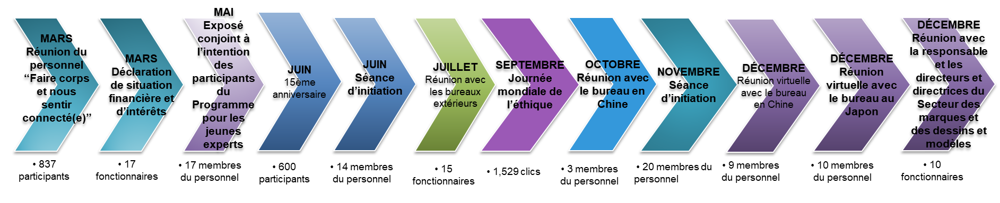 MARS
Réunion du
personnel
“Faire corps
et nous
sentir
connecté(e)”
• 837
participants
MARS
Déclaration
de situation
financière et
d’intérêts
• 17
fonctionnaires
MAI
Exposé
conjoint à
l’intention
des
participants
du
Programme
pour les
jeunes
experts
• 17 membres
du personnel
JUIN
15ème
anniversaire
• 600
participants
JUIN
Séance
d’initiation
• 14 membres
du personnel
JUILLET
Réunion avec
les bureaux
extérieurs
• 15
fonctionnaires
SEPTEMBRE
Journée
mondiale de
l’éthique
• 1,529 clics
OCTOBRE
Réunion avec
le bureau en
Chine
• 3 membres
du personnel
NOVEMBRE
Séance
d’initiation
• 20 membres du
personnel
DÉCEMBRE
Réunion virtuelle
avec le bureau
en Chine
• 9 membres
du personnel
DÉCEMBRE
Réunion
virtuelle avec
le bureau au
Japon
• 10 membres
du personnel
DÉCEMBRE
Réunion avec
la responsable
et les
directeurs et
directrices du
Secteur des
marques et
des dessins et
modèles
• 10
fonctionnaires